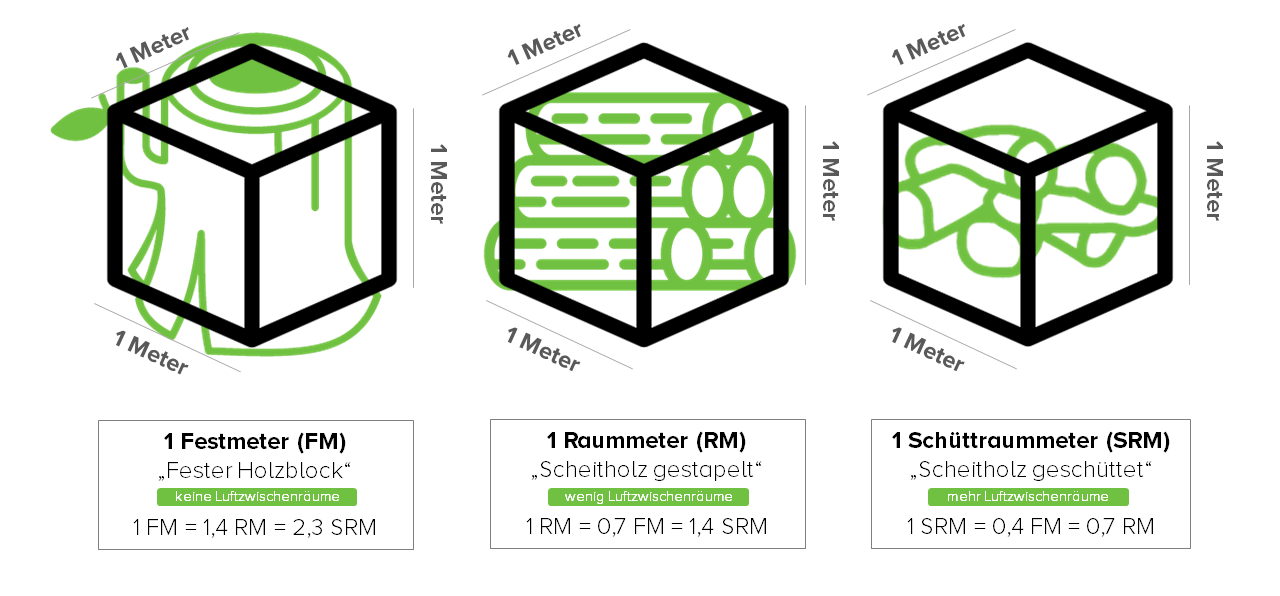 1 Meter
1 Meter
1 Meter
1 Festmeter (FM)
„Fester Holzblock“
keine Luftzwischenräume
1 FM = 1,4 RM = 2,3 SRM
1 Meter
1 Meter
1 Meter
1 Raummeter (RM)
„Scheitholz gestapelt“
wenig Luftzwischenräume
1 RM = 0,7 FM = 1,4 SRM
1 Meter
1 Meter
1 Meter
1 Schüttraummeter (SRM)
„Scheitholz geschüttet“
mehr Luftzwischenräume
1 SRM = 0,4 FM = 0,7 RM